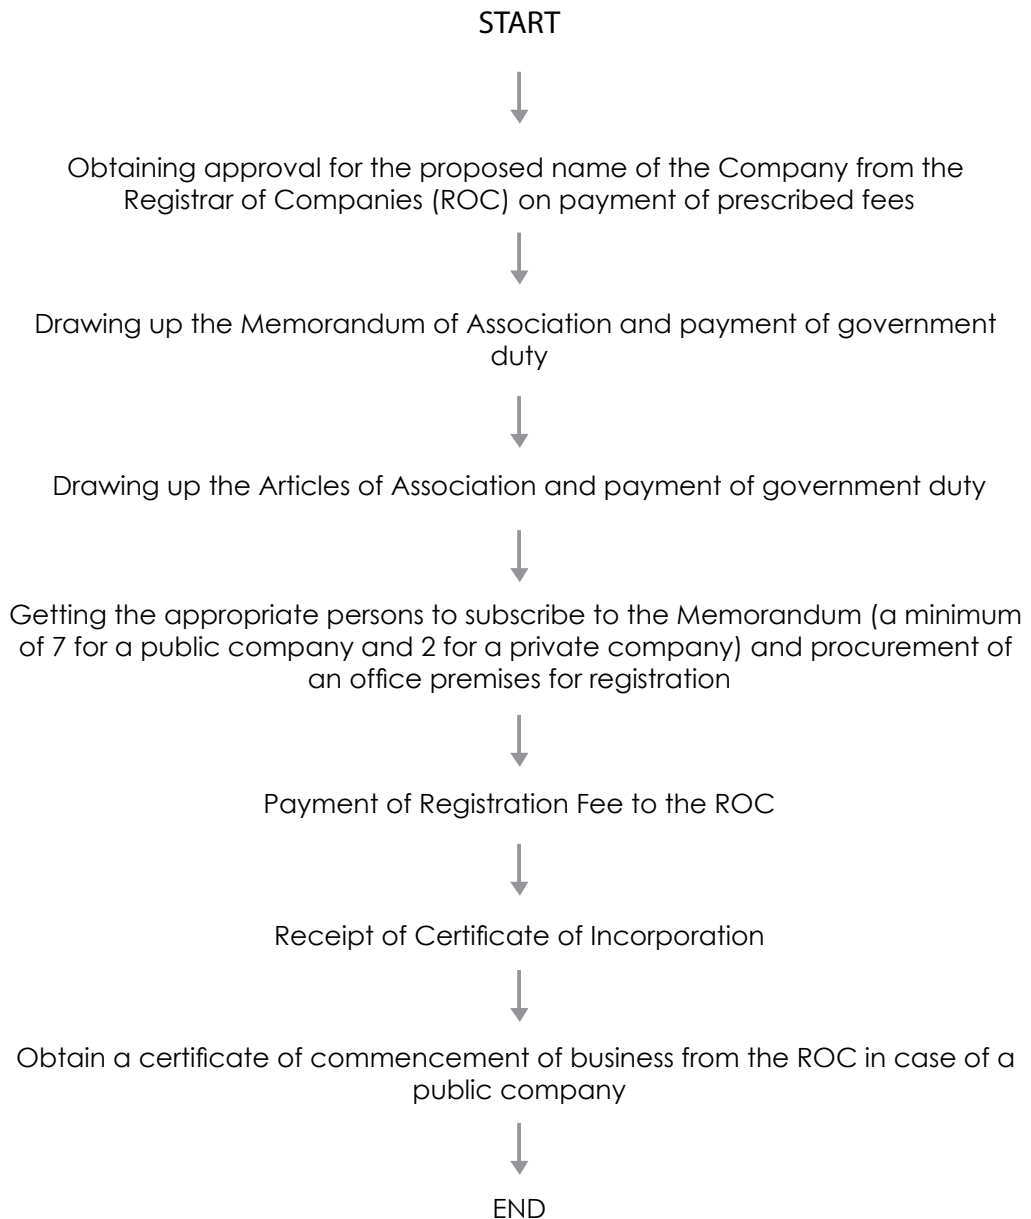 START
Obtaining approval for the proposed name of the Company from the
Registrar of Companies (ROC) on payment of prescribed fees
Drawing up the Memorandum of Association and payment of government
duty
Drawing up the Articles of Association and payment of government duty
Getting the appropriate persons to subscribe to the Memorandum (a minimum
of 7 for a public company and 2 for a private company) and procurement of
an office premises for registration
Payment of Registration Fee to the ROC
Receipt of Certificate of Incorporation
Obtain a certificate of commencement of business from the ROC in case of a
public company
END